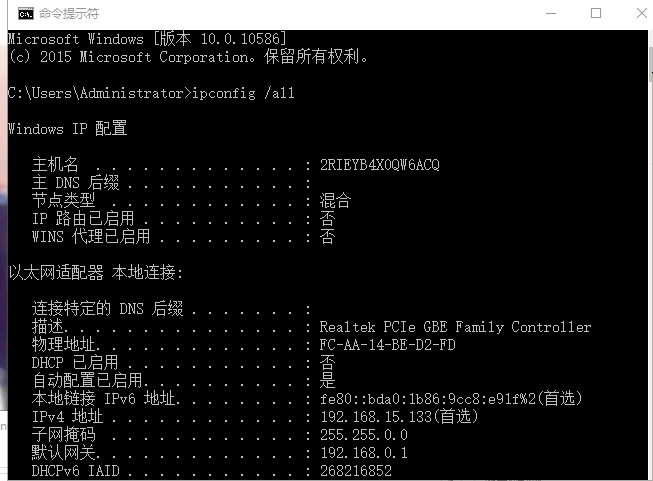 命令提示符
Microsoft Windows [版本 10.0.10586]
(c) 2015 Microsoft Corporation。保留所有权利。
C:\Users\Administrator>ipconfig /all
Windows IP 配置
主机名 . . . . . . . . . . . . . : 2RIEYB4X0QW6ACQ
主 DNS 后缀 . . . . . . . . . . . :
节点类型 . . . . . . . . . . . . : 混合
IP 路由已启用 . . . . . . . . . . : 否
WINS 代理已启用 . . . . . . . . . : 否
以太网适配器 本地连接:
连接特定的 DNS 后缀 . . . . . . . :
描述. . . . . . . . . . . . . . . : Realtek PCIe GBE Family Controller
物理地址. . . . . . . . . . . . . : FC-AA-14-BE-D2-FD
DHCP 已启用 . . . . . . . . . . . : 否
自动配置已启用. . . . . . . . . . : 是
本地链接 IPv6 地址. . . . . . . . : fe80::bda0:1b86:9cc8:e91f%2(首选)
IPv4 地址 . . . . . . . . . . . . : 192.168.15.133(首选)
子网掩码 . . . . . . . . . . . . : 255.255.0.0
默认网关. . . . . . . . . . . . . : 192.168.0.1
DHCPv6 IAID . . . . . . . . . . . : 268216852